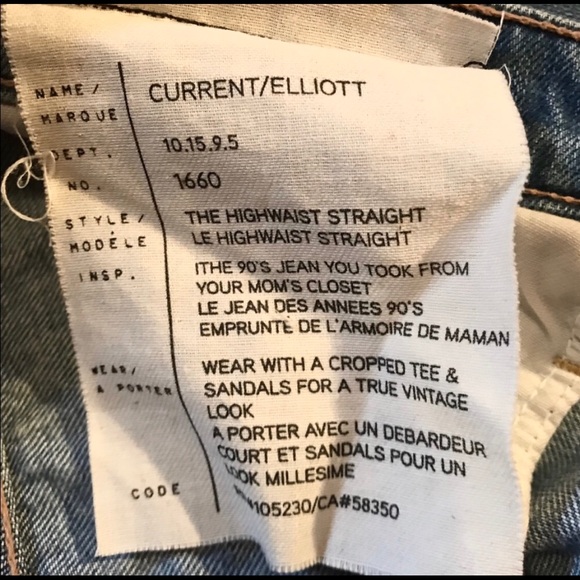 NAME / CURRENT/ELLIOTT
MARQUE
DEPT. 10.15.9.5
NO. 1660
STYLE / THE HIGHWAIST STRAIGHT
MODÈLE LE HIGHWAIST STRAIGHT
INSP. ITHE 90'S JEAN YOU TOOK FROM
YOUR MOM'S CLOSET
LE JEAN DES ANNEES 90'S
EMPRUNTÈ DE L'ARMOIRE DE MAMAN
WEAR/ WEAR WITH A CROPPED TEE &
A PORTER SANDALS FOR A TRUE VINTAGE
LOOK
A PORTER AVEC UN DEBARDEUR
COURT ET SANDALS POUR UN
LOOK MILLESIME
CODE #105230/CA#58350